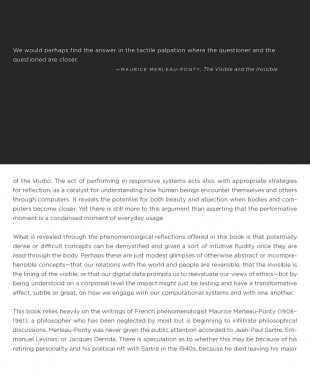 We would perhaps find the answer in the tactile palpation where the questioner and the
questioned are closer.
—MAURICE MERLEAU-PONTY, The Visible and the Invisible
of the studio. The act of performing in responsive systems acts also, with appropriate strategies
for reflection, as a catalyst for understanding how human beings encounter themselves and others
through computers. It reveals the potential for both beauty and abjection when bodies and com-
puters become closer. Yet there is still more to this argument than asserting that the performative
moment is a condensed moment of everyday usage.
What is revealed through the phenomenological reflections offered in this book is that potentially
dense or difficult concepts can be demystified and given a sort of intuitive fluidity once they are
read through the body. Perhaps these are just modest glimpses of otherwise abstract or incompre-
hensible concepts—that our relations with the world and people are reversible, that the invisible is
the lining of the visible, or that our digital data prompts us to reevaluate our views of ethics—but by
being understood on a corporeal level the impact might just be lasting and have a transformative
affect, subtle or great, on how we engage with our computational systems and with one another.
This book relies heavily on the writings of French phenomenologist Maurice Merleau-Ponty (1908–
1961), a philosopher who has been neglected by most but is beginning to infiltrate philosophical
discussions. Merleau-Ponty was never given the public attention accorded to Jean-Paul Sartre, Em-
manuel Levinas, or Jacques Derrida. There is speculation as to whether this may be because of his
retiring personality and his political rift with Sartre in the 1940s, because he died leaving his major